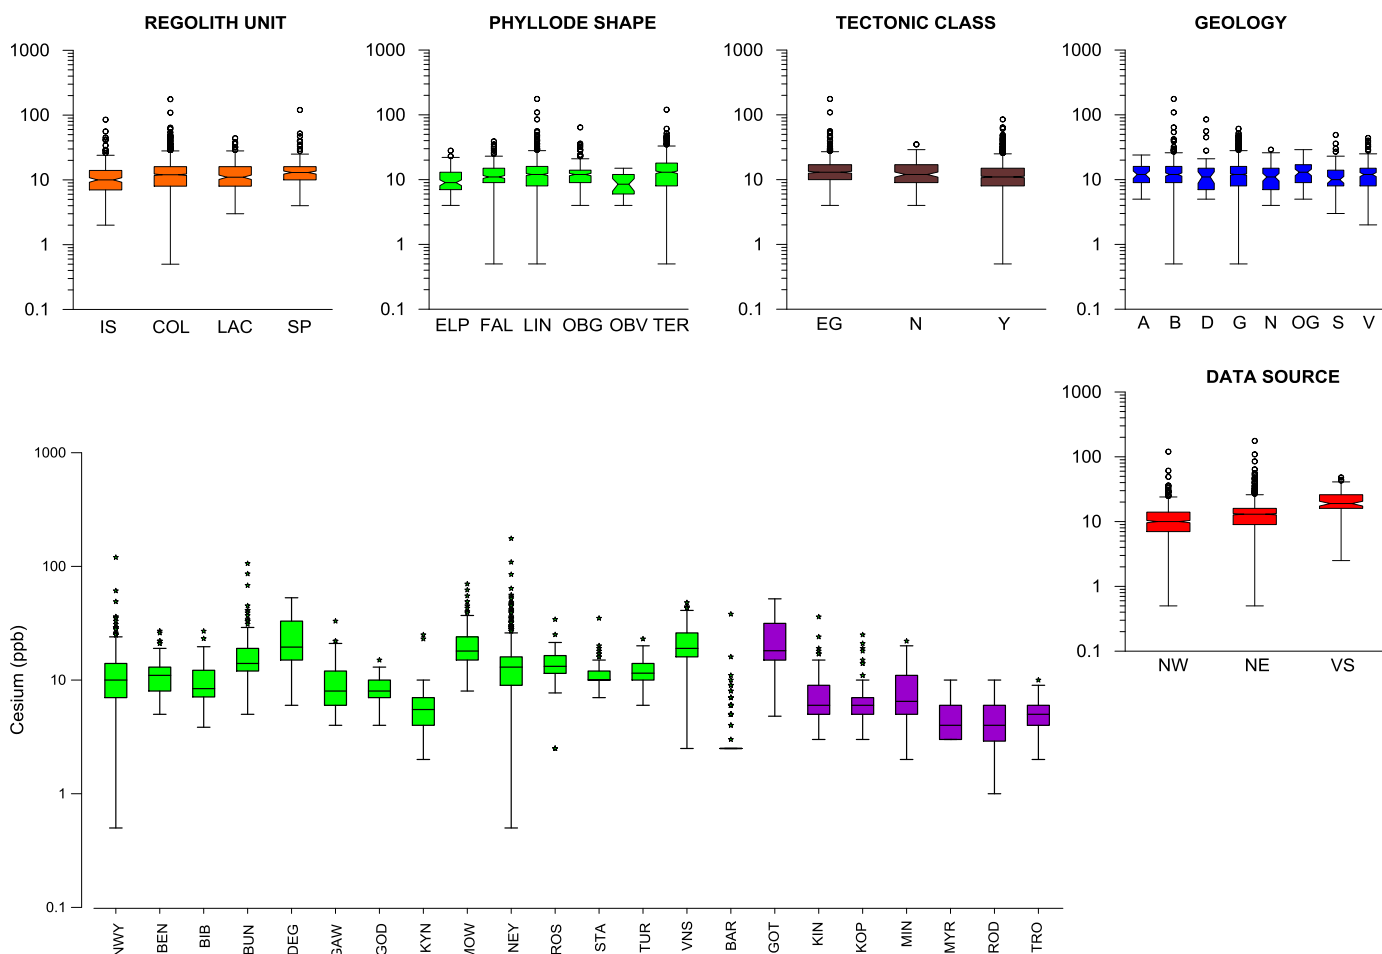 REGOLITH UNIT PHYLLODE SHAPE TECTONIC CLASS GEOLOGY
1000 1000 1000 1000
100 100 100 100
10 10 10 10
1 1 1 1
0.1 0.1 0.1 0.1
IS COL LAC SP ELP FAL LIN OBG OBV TER EG N Y A B D G N OG S V
DATA SOURCE
1000
100
10
1
0.1
NW NE VS
1000
100
10
1
0.1
Cesium (ppb)
NWY BEN BIB BUN DEG GAW GOD KYN MOW NEY ROS STA TUR VNS BAR GOT KIN KOP MIN MYR ROD TRO